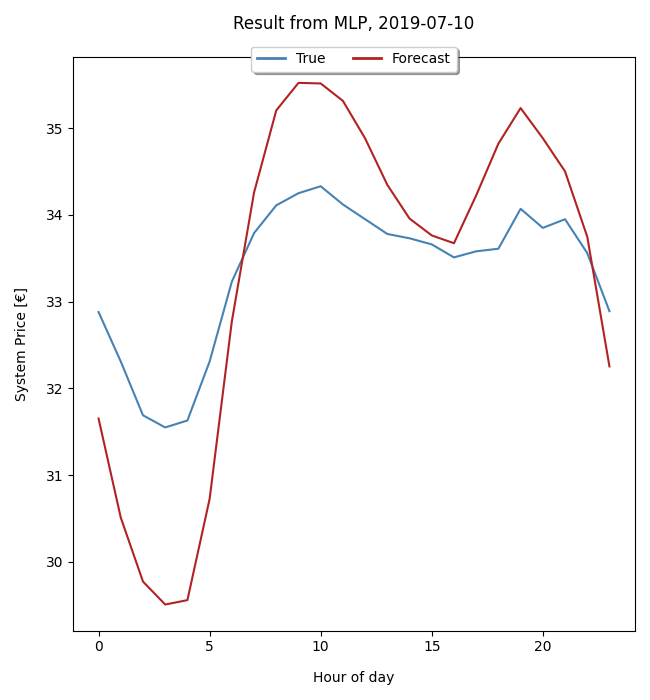 Result from MLP, 2019-07-10
True Forecast
35
34
33
32
31
30
System Price [€]
0 5 10 15 20
Hour of day